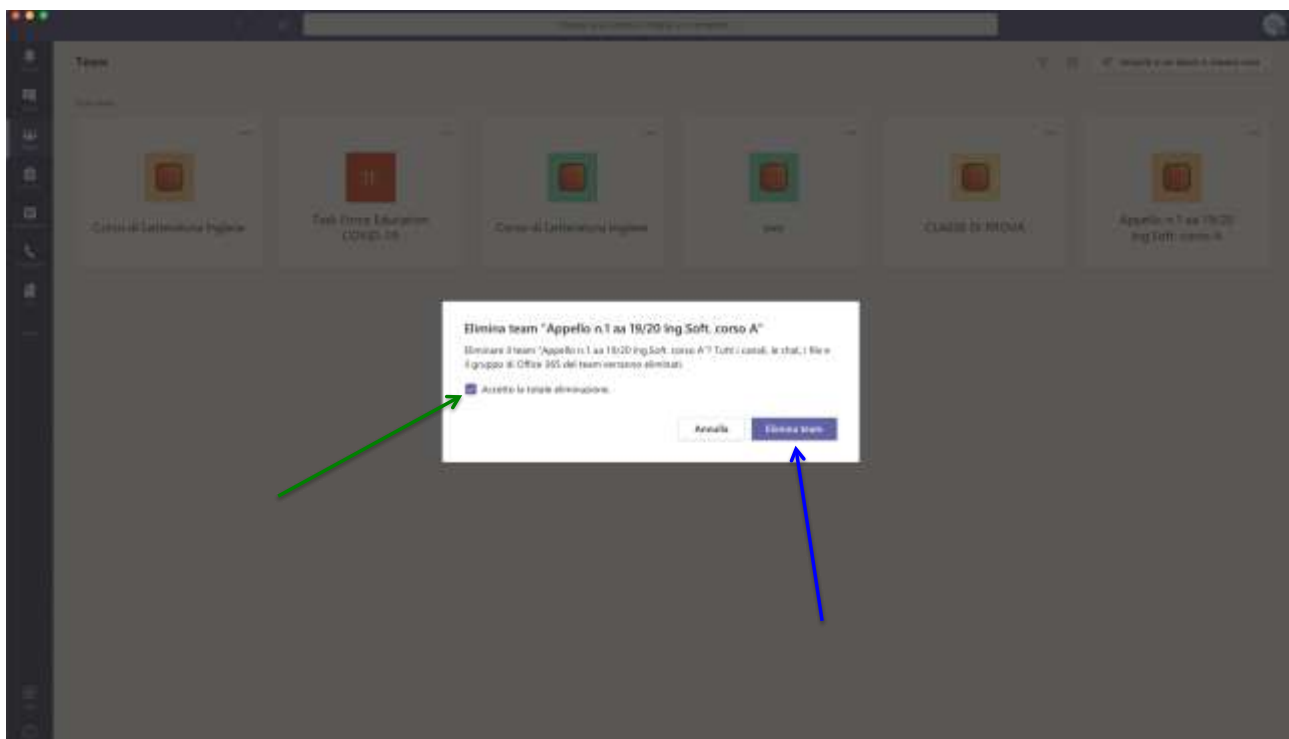 Team
Corso di Letteratura Inglese
Task Force Education
COVID-19
Corso di Letteratura Inglese
CLASSE DI PROVA
Appello n.1 aa 19/20
Ing.Soft. corso A
Elimina team "Appello n.1 aa 19/20 Ing.Soft. corso A"
Eliminare il team "Appello n.1 aa 19/20 Ing.Soft. corso A"? Tutti i canali, le chat, i file e
il gruppo di Office 365 del team verranno eliminati.
Accetto la totale eliminazione.
Annulla
Elimina team